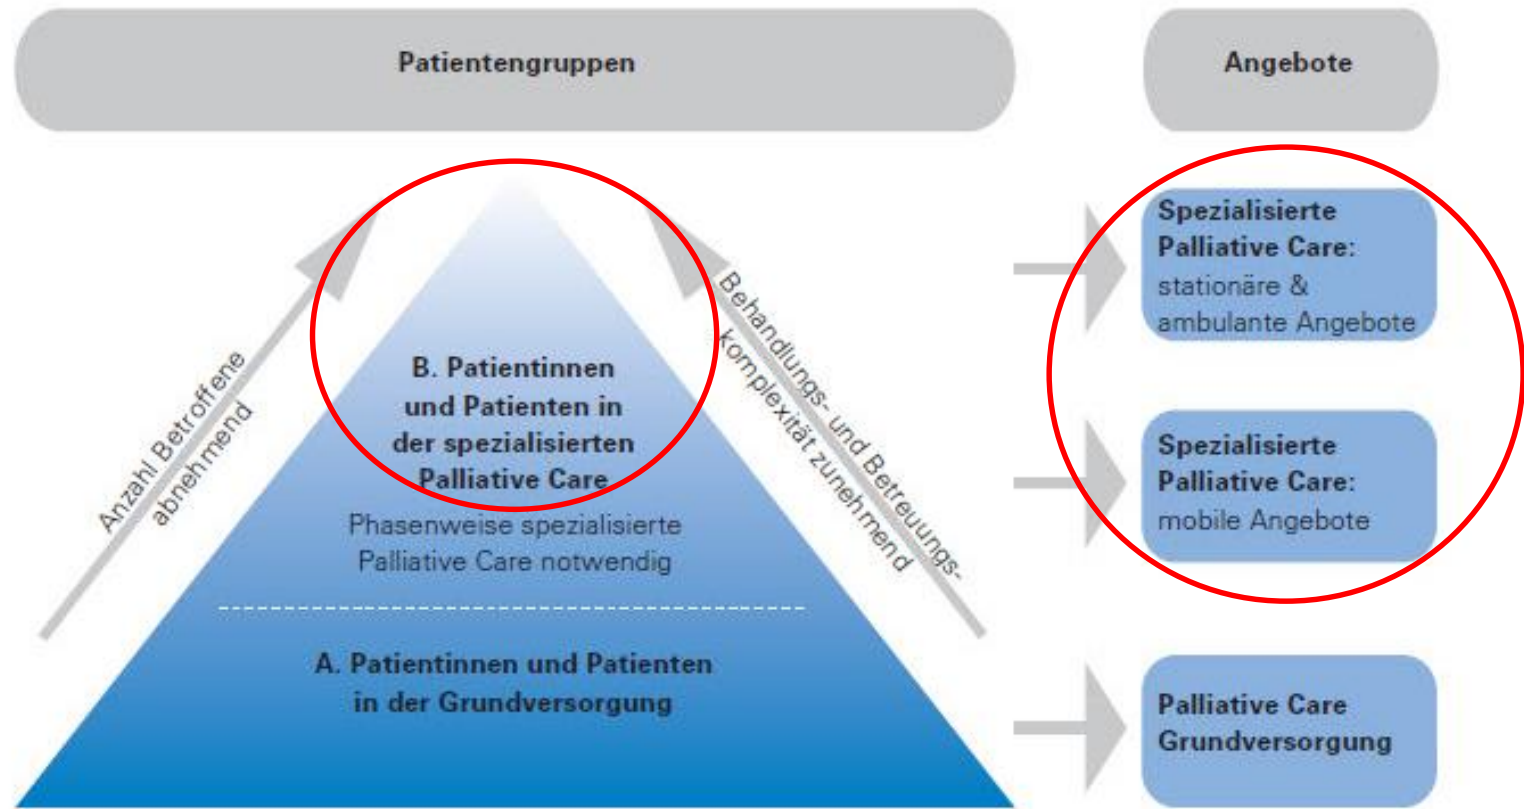 Patientengruppen
Angebote
Anzahl Betroffene
abnehmend
B. Patientinnen
und Patienten in
der spezialisierten
Palliative Care
Phasenweise spezialisierte
Palliative Care notwendig
A. Patientinnen und Patienten
in der Grundversorgung
Behandlungs- und Betreuungs-
komplexität zunehmend
Spezialisierte
Palliative Care:
stationäre &
ambulante Angebote
Spezialisierte
Palliative Care:
mobile Angebote
Palliative Care
Grundversorgung